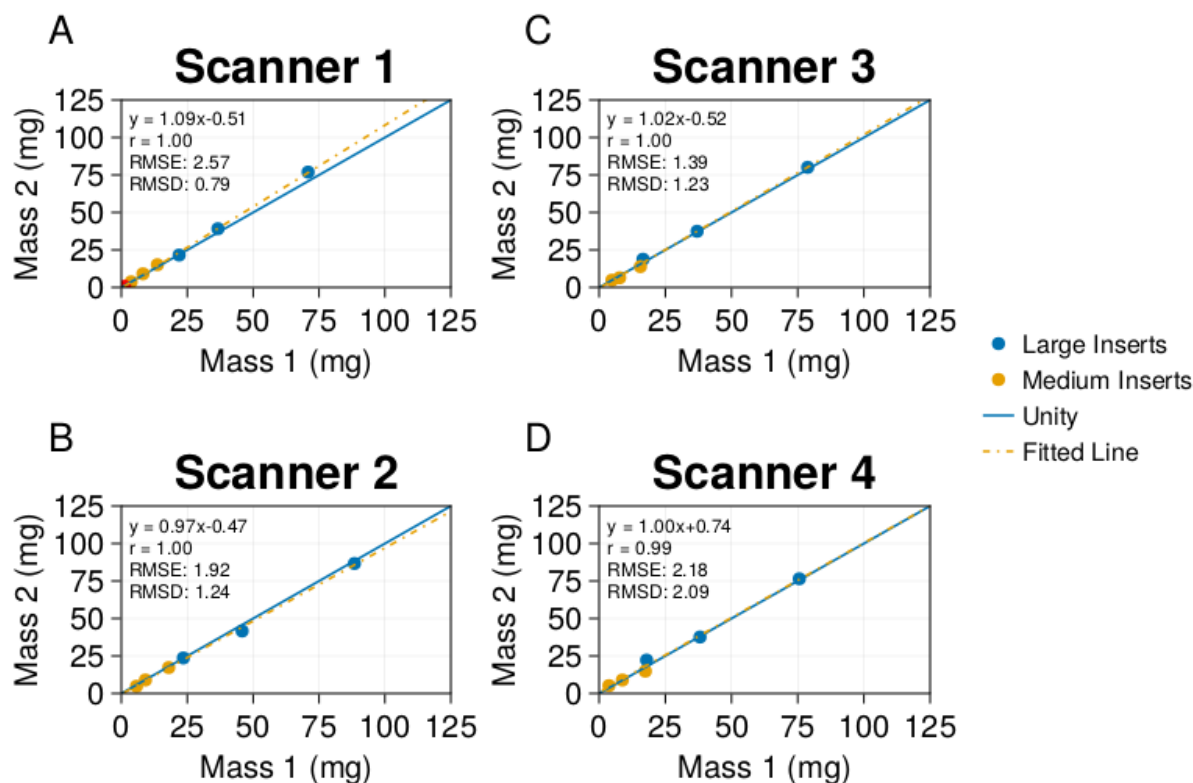 A
Scanner 1
y = 1.09x-0.51
r = 1.00
RMSE: 2.57
RMSD: 0.79
125
100
75
50
25
0
Mass 2 (mg)
0 25 50 75 100 125
Mass 1 (mg)
C
Scanner 3
y = 1.02x-0.52
r = 1.00
RMSE: 1.39
RMSD: 1.23
125
100
75
50
25
0
Mass 2 (mg)
0 25 50 75 100 125
Mass 1 (mg)
B
Scanner 2
y = 0.97x-0.47
r = 1.00
RMSE: 1.92
RMSD: 1.24
125
100
75
50
25
0
Mass 2 (mg)
0 25 50 75 100 125
Mass 1 (mg)
D
Scanner 4
y = 1.00x+0.74
r = 0.99
RMSE: 2.18
RMSD: 2.09
125
100
75
50
25
0
Mass 2 (mg)
0 25 50 75 100 125
Mass 1 (mg)
Large Inserts
Medium Inserts
Unity
Fitted Line